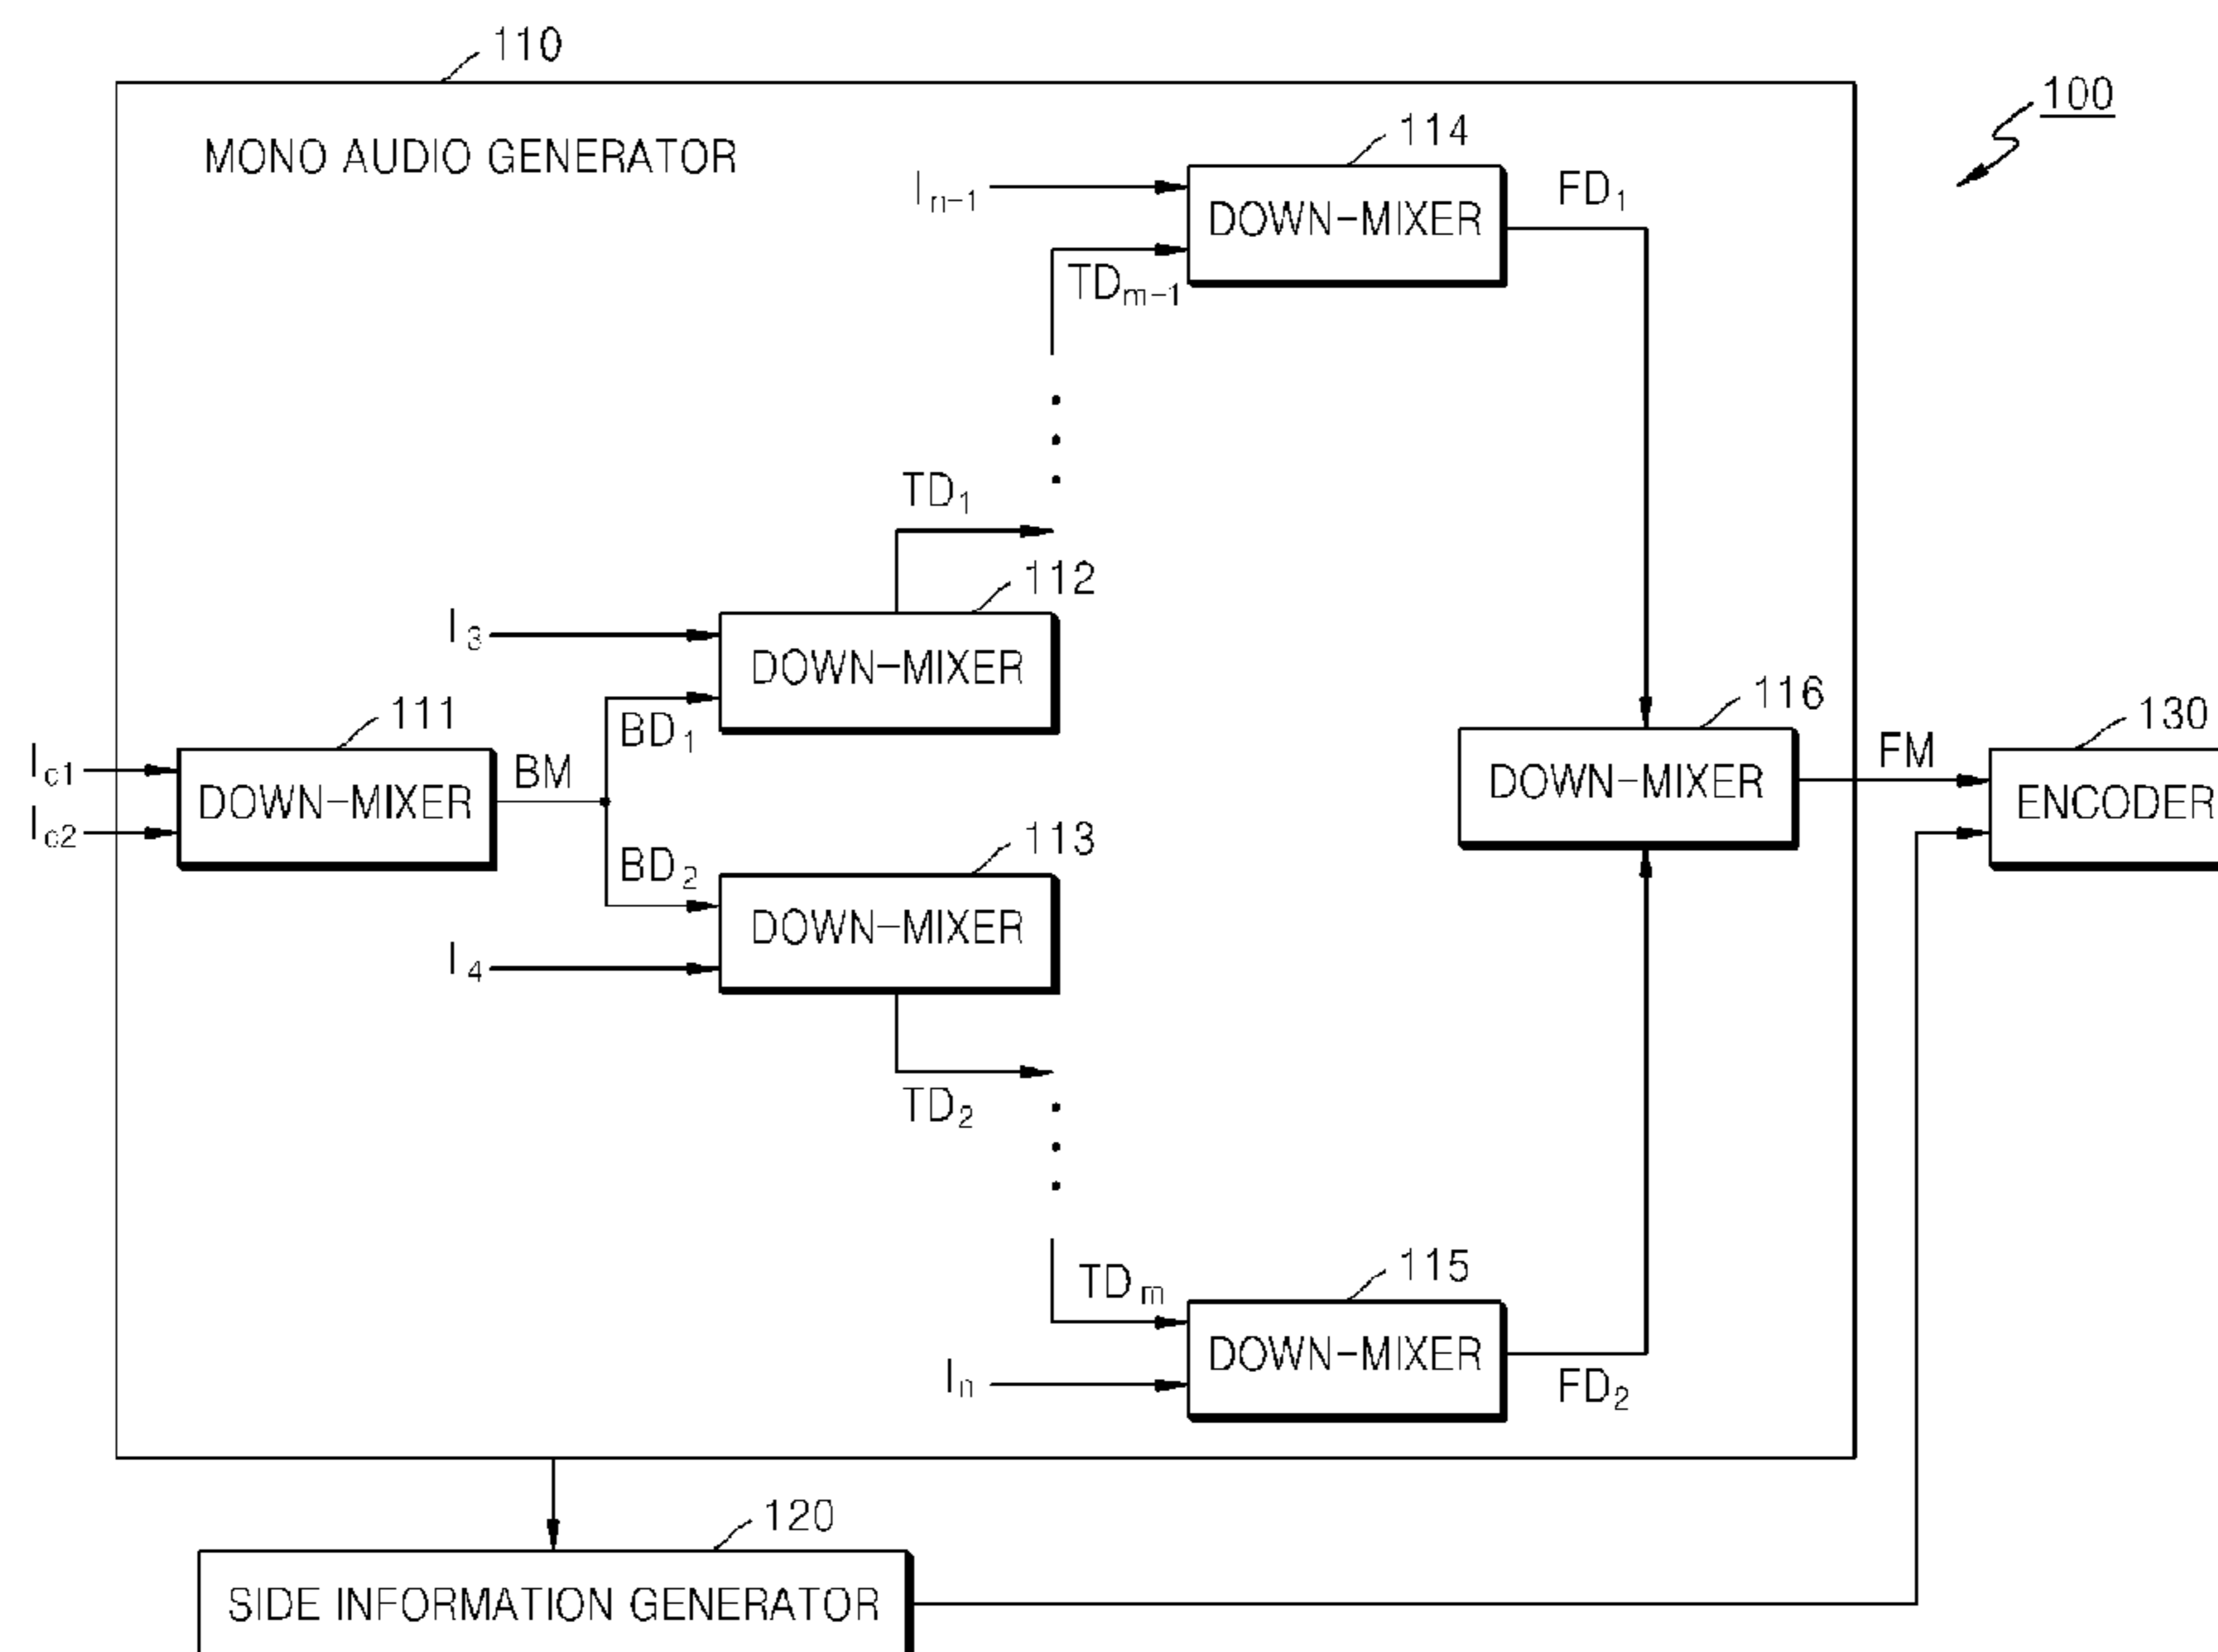 110
100
MONO AUDIO GENERATOR
114
Iₙ₋₁
DOWN-MIXER
FD₁
TDₘ₋₁
TD₁
112
I₃
DOWN-MIXER
BD₁
111
116
130
I꜀₁
I꜀₂
DOWN-MIXER
BM
DOWN-MIXER
FM
ENCODER
113
BD₂
DOWN-MIXER
I₄
TD₂
115
TDₘ
DOWN-MIXER
Iₙ
FD₂
120
SIDE INFORMATION GENERATOR